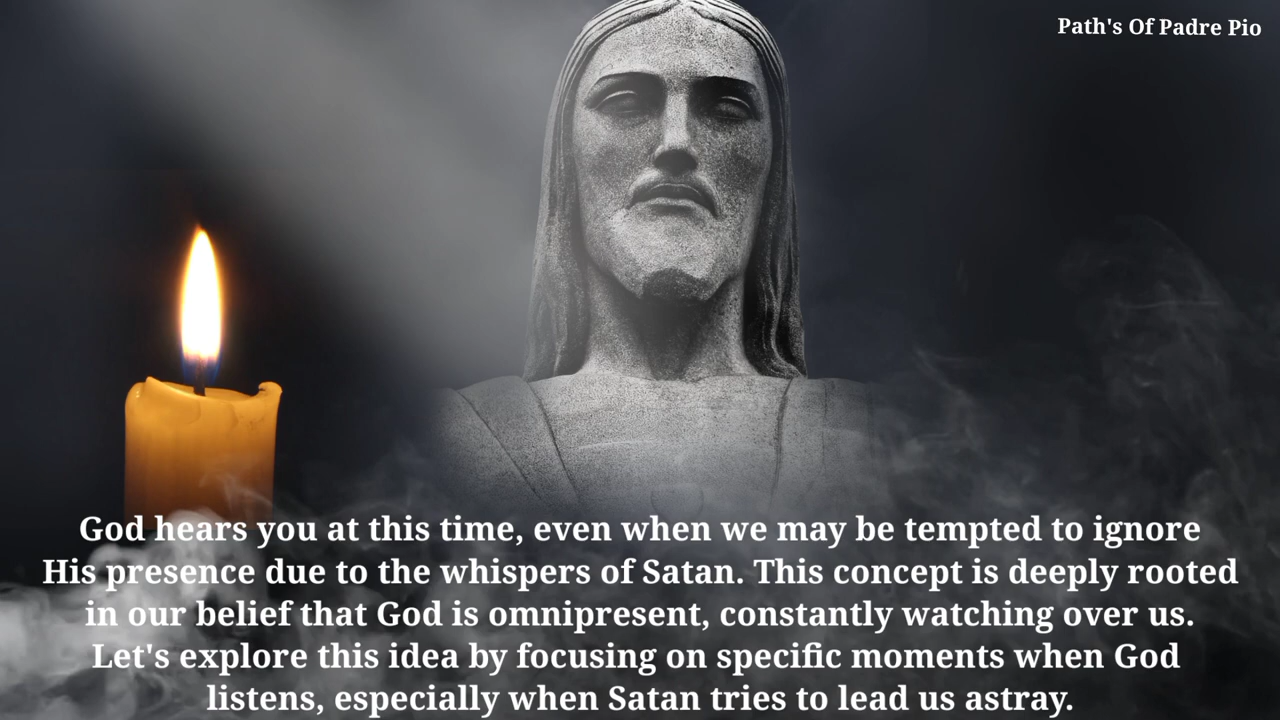 Path's Of Padre Pio
God hears you at this time, even when we may be tempted to ignore
His presence due to the whispers of Satan. This concept is deeply rooted
in our belief that God is omnipresent, constantly watching over us.
Let's explore this idea by focusing on specific moments when God
listens, especially when Satan tries to lead us astray.